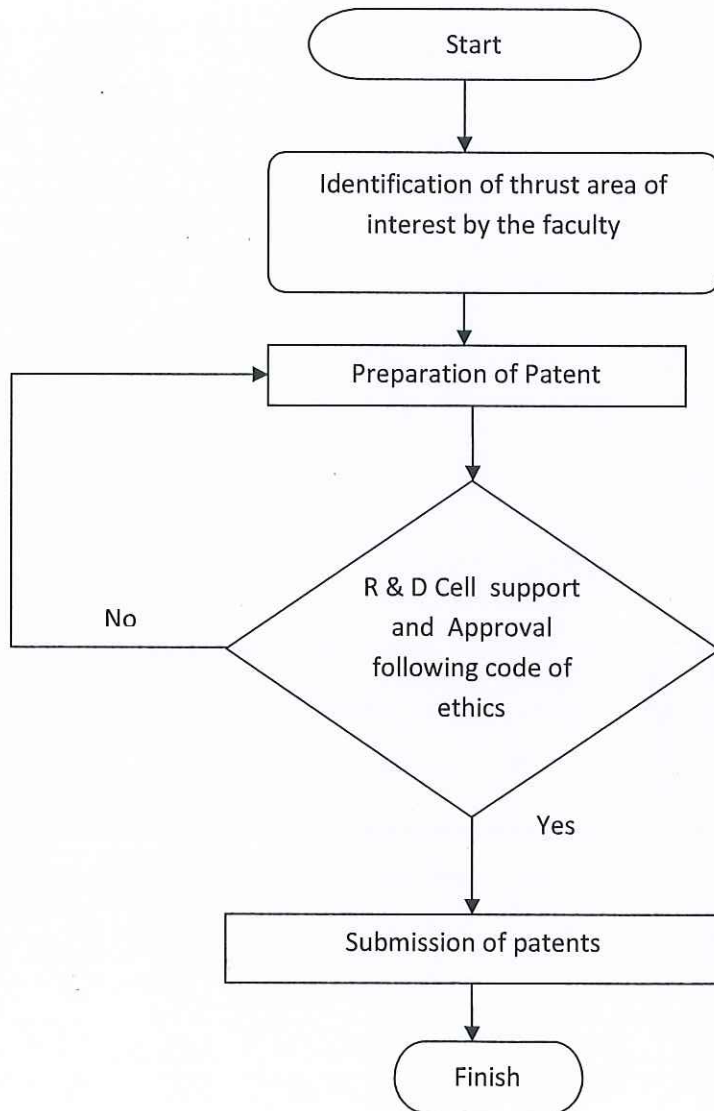 Start
Identification of thrust area of
interest by the faculty
Preparation of Patent
R & D Cell support
and Approval
following code of
ethics
No
Yes
Submission of patents
Finish